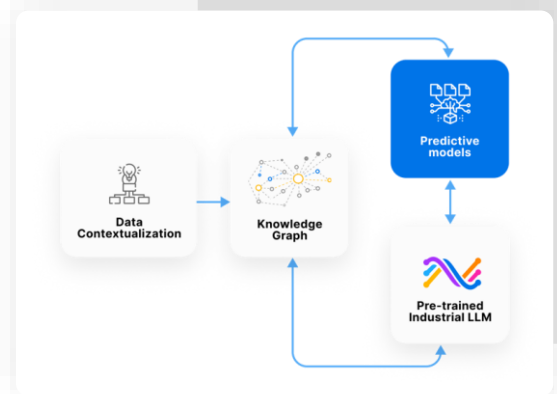 Data
Contextualization
Knowledge
Graph
Predictive
models
Pre-trained
Industrial LLM